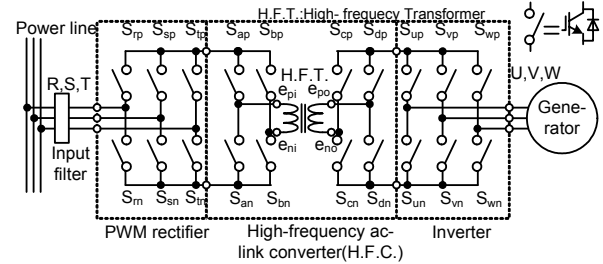 H.F.T.:High- frequecy Transformer
Power line
Srp Ssp Stp Sap Sbp Scp Sdp Sup Svp Swp
R,S,T
H.F.T.
U,V,W
epi epo
Gene-
rator
eni eno
Input
filter
Srn Ssn Stn San Sbn Scn Sdn Sun Svn Swn
PWM rectifier
High-frequency ac-
link converter(H.F.C.)
Inverter